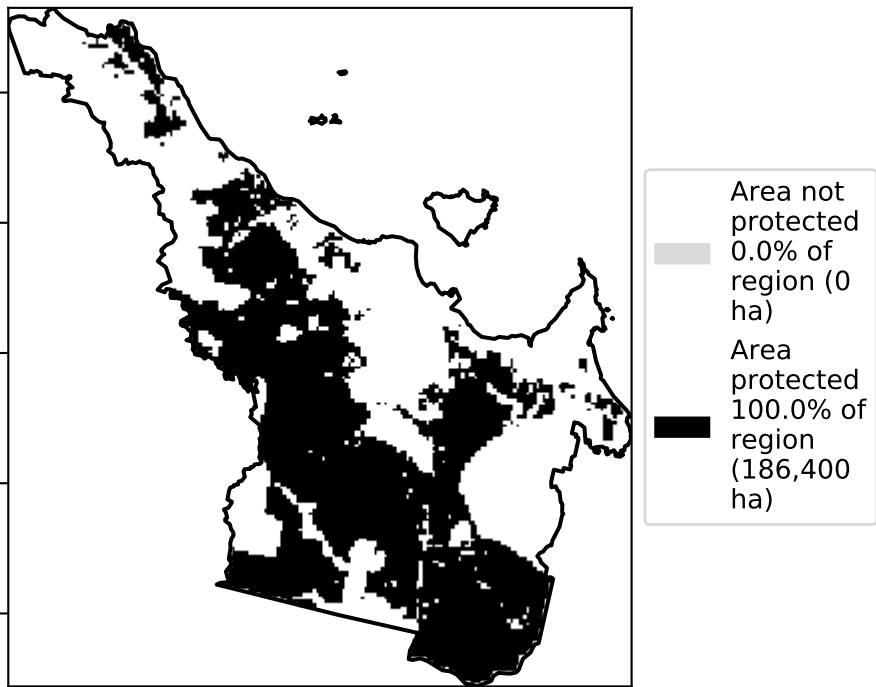 Area not
protected
0.0% of
region (0
ha)
Area
protected
100.0% of
region
(186,400
ha)